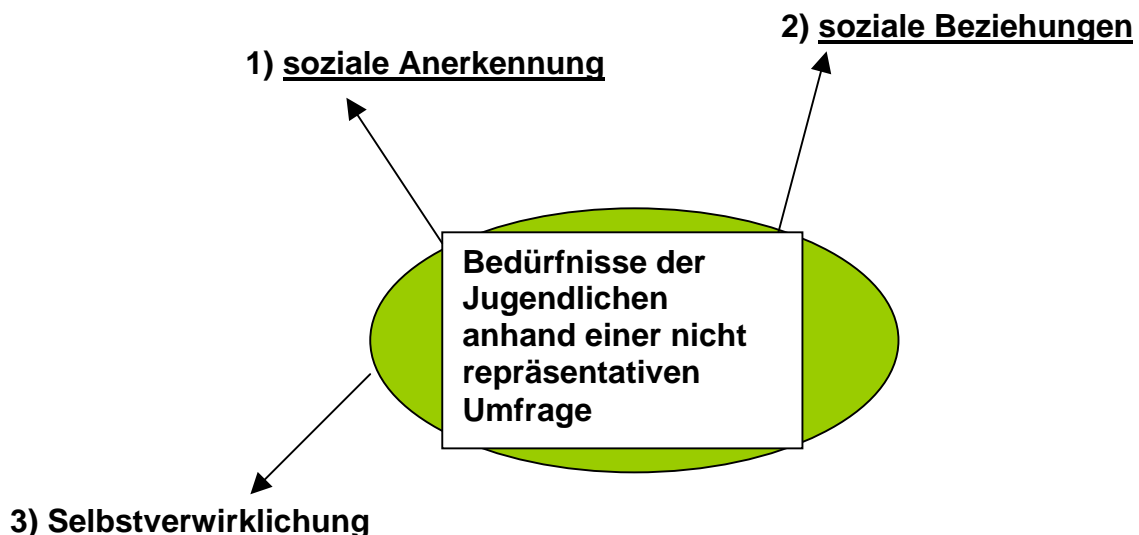 2) soziale Beziehungen
1) soziale Anerkennung
Bedürfnisse der
Jugendlichen
anhand einer nicht
repräsentativen
Umfrage
3) Selbstverwirklichung